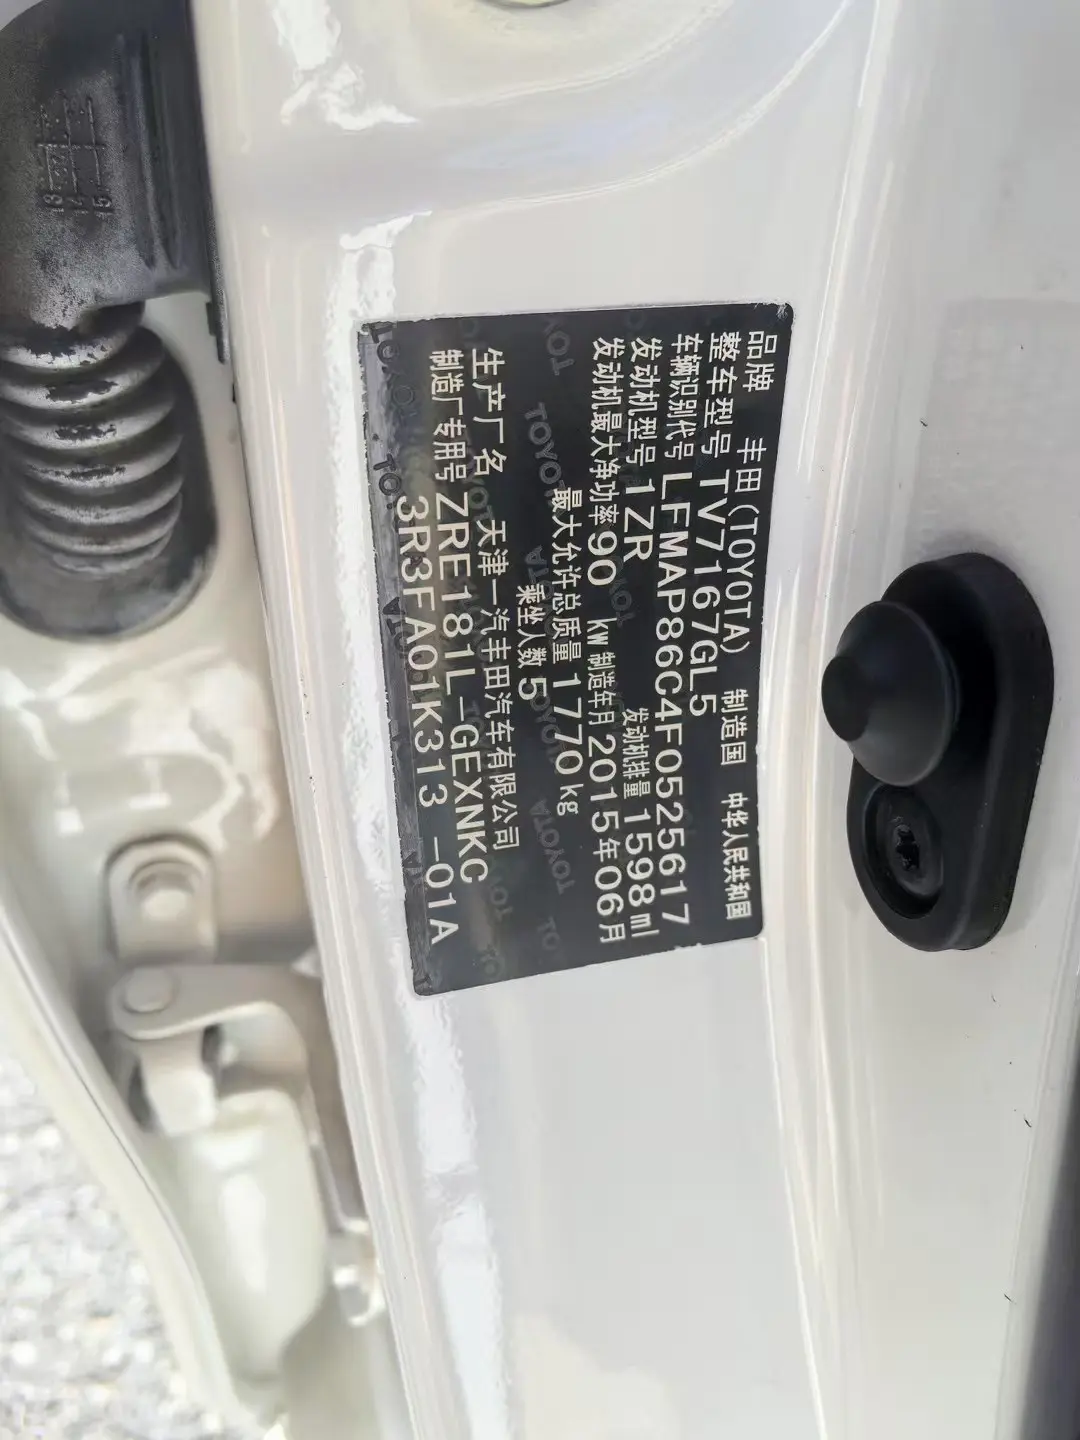 品牌 丰田(TOYOTA) 制造国 中华人民共和国
整车型号 TV7167GL5
车辆识别代号 LFMAP86C4F0525617
发动机型号 1ZR 发动机排量 1598ml
发动机最大净功率 90 kW 制造年月 2015年06月
最大允许总质量 1770kg
乘坐人数 5
生产厂名 天津一汽丰田汽车有限公司
制造厂专用号 ZRE181L-GEXNKC
3R3FA01K313 -01A